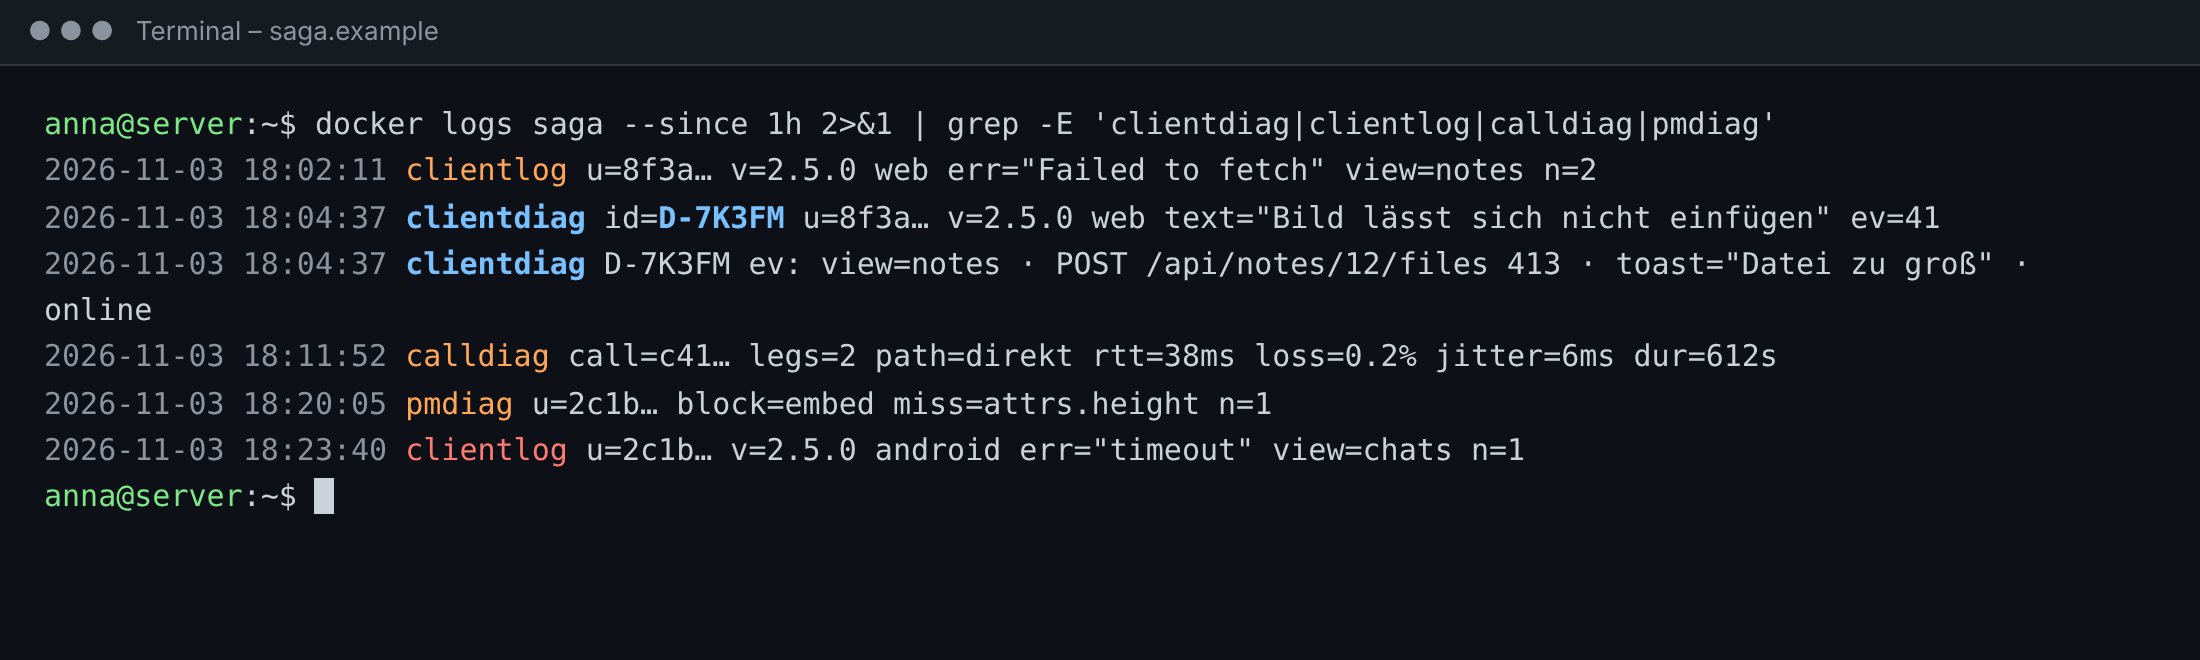 Terminal – saga.example
anna@server:~$ docker logs saga --since 1h 2>&1 | grep -E 'clientdiag|clientlog|calldiag|pmdiag'
2026-11-03 18:02:11 clientlog u=8f3a… v=2.5.0 web err="Failed to fetch" view=notes n=2
2026-11-03 18:04:37 clientdiag id=D-7K3FM u=8f3a… v=2.5.0 web text="Bild lässt sich nicht einfügen" ev=41
2026-11-03 18:04:37 clientdiag D-7K3FM ev: view=notes · POST /api/notes/12/files 413 · toast="Datei zu groß" ·
online
2026-11-03 18:11:52 calldiag call=c41… legs=2 path=direkt rtt=38ms loss=0.2% jitter=6ms dur=612s
2026-11-03 18:20:05 pmdiag u=2c1b… block=embed miss=attrs.height n=1
2026-11-03 18:23:40 clientlog u=2c1b… v=2.5.0 android err="timeout" view=chats n=1
anna@server:~$